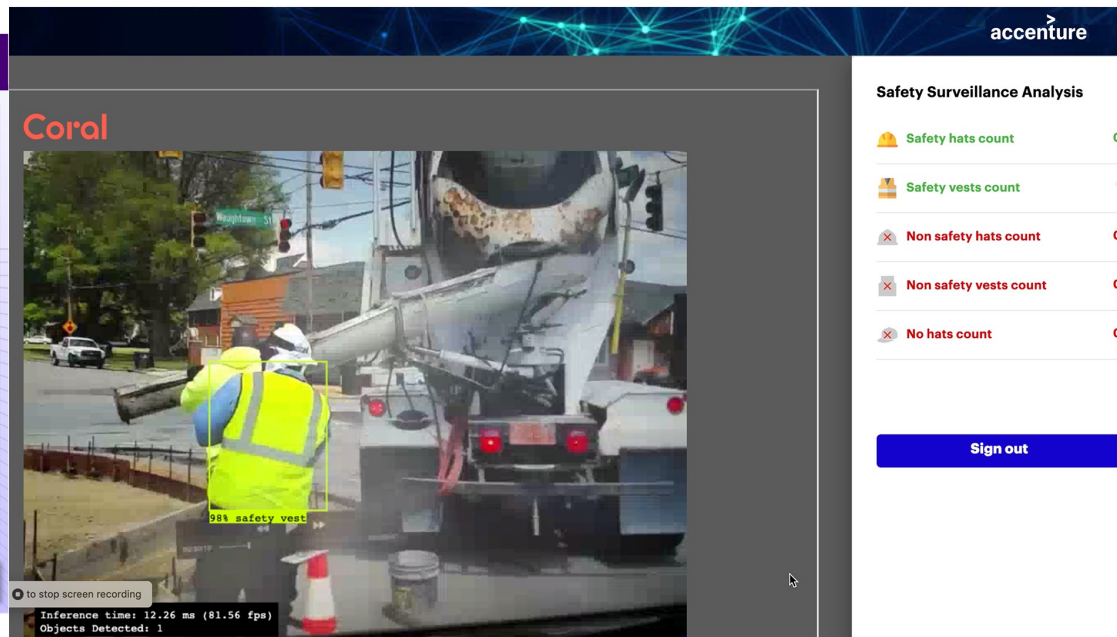 accenture
Safety Surveillance Analysis
Coral
Safety hats count
Safety vests count
Non safety hats count
Non safety vests count
No hats count
Sign out
Waughtown St
98% safety vest
to stop screen recording
Inference time: 12.26 ms (81.56 fps)
Objects Detected: 1